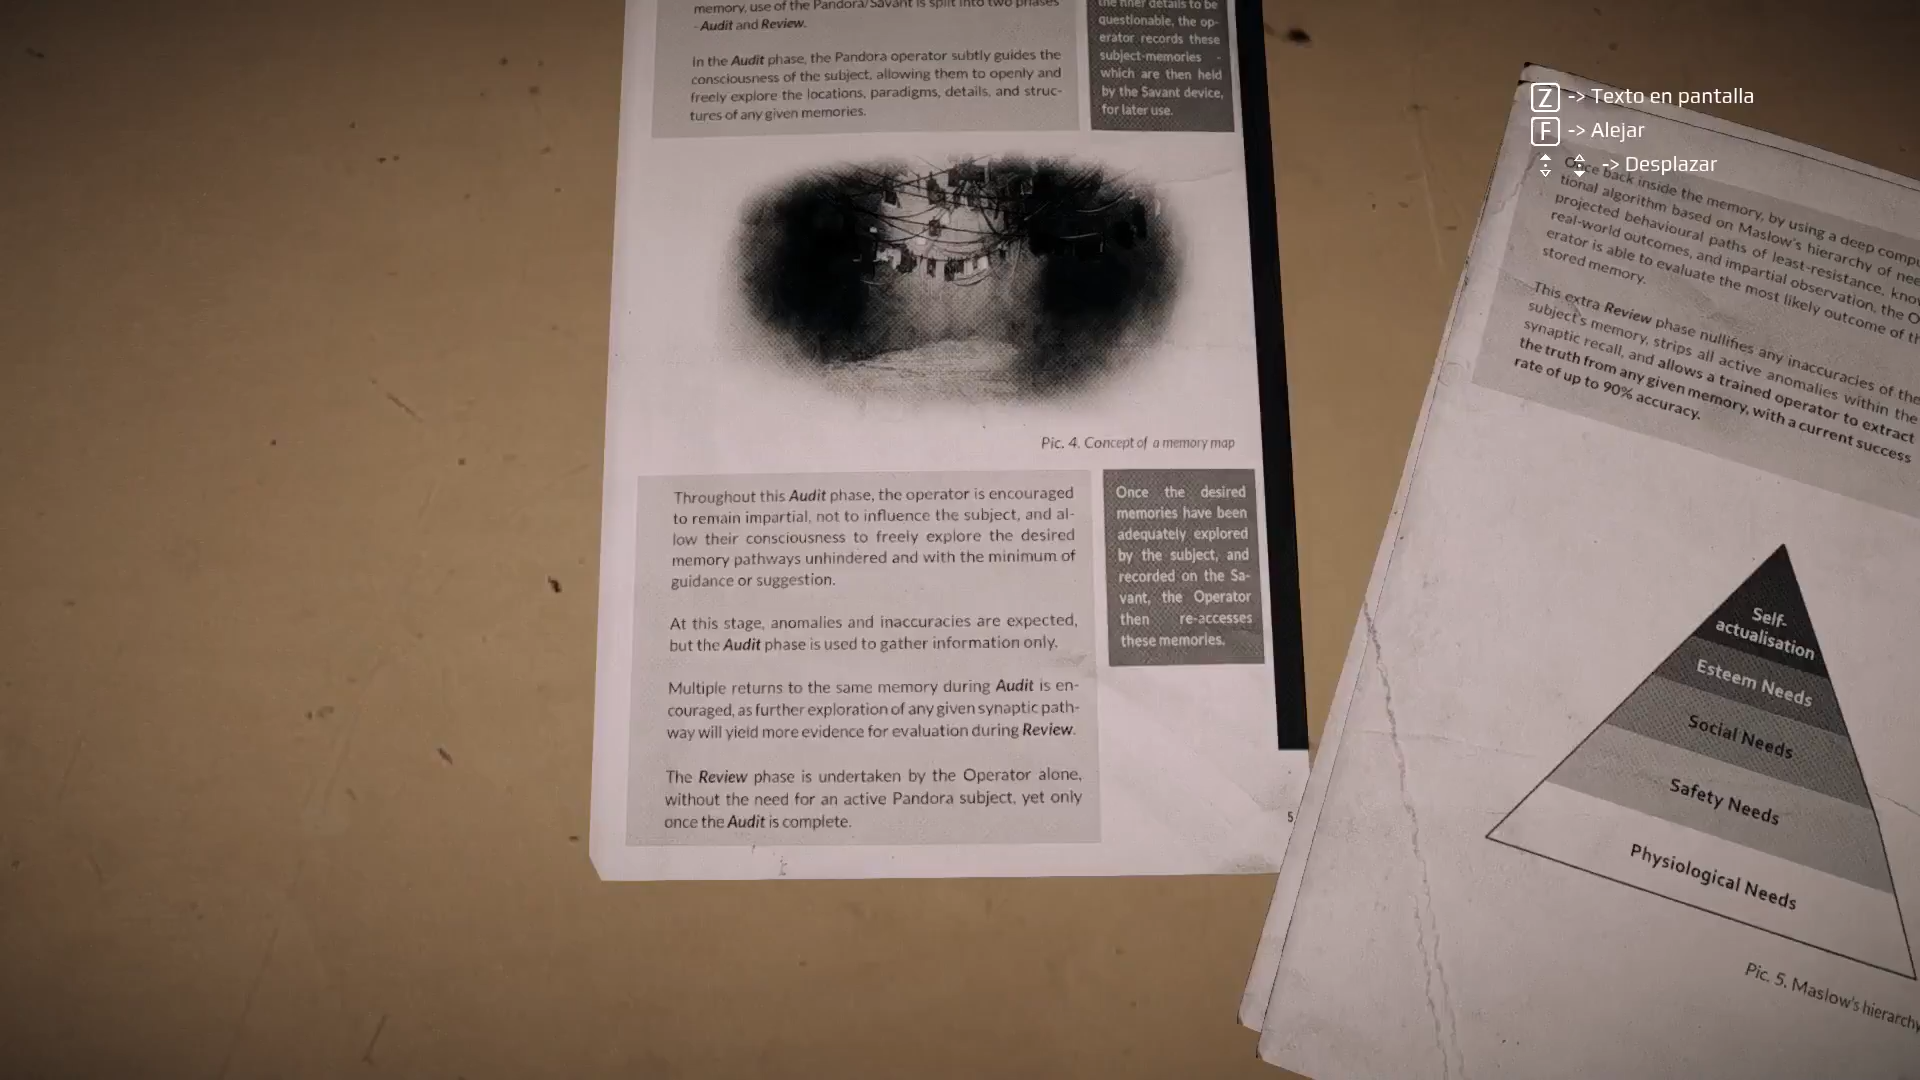 memory, use of the Pandora/Savant is split into two phases
- Audit and Review.
In the Audit phase, the Pandora operator subtly guides the
consciousness of the subject, allowing them to openly and
freely explore the locations, paradigms, details, and struc-
tures of any given memories.
the finer details to be
questionable, the op-
erator records these
subject-memories -
which are then held
by the Savant device,
for later use.
Pic. 4. Concept of a memory map
Throughout this Audit phase, the operator is encouraged
to remain impartial, not to influence the subject, and al-
low their consciousness to freely explore the desired
memory pathways unhindered and with the minimum of
guidance or suggestion.
At this stage, anomalies and inaccuracies are expected,
but the Audit phase is used to gather information only.
Multiple returns to the same memory during Audit is en-
couraged, as further exploration of any given synaptic path-
way will yield more evidence for evaluation during Review.
The Review phase is undertaken by the Operator alone,
without the need for an active Pandora subject, yet only
once the Audit is complete.
Once the desired
memories have been
adequately explored
by the subject, and
recorded on the Sa-
vant, the Operator
then re-accesses
these memories.
5
Z -> Texto en pantalla
F -> Alejar
-> Desplazar
Once back inside the memory, by using a deep compu
tional algorithm based on Maslow's hierarchy of nee
projected behavioural paths of least-resistance, know
real-world outcomes, and impartial observation, the O
erator is able to evaluate the most likely outcome of th
stored memory.
This extra Review phase nullifies any inaccuracies of the
subject's memory, strips all active anomalies within the
synaptic recall, and allows a trained operator to extract
the truth from any given memory, with a current success
rate of up to 90% accuracy.
Self-
actualisation
Esteem Needs
Social Needs
Safety Needs
Physiological Needs
Pic. 5. Maslow's hierarchy